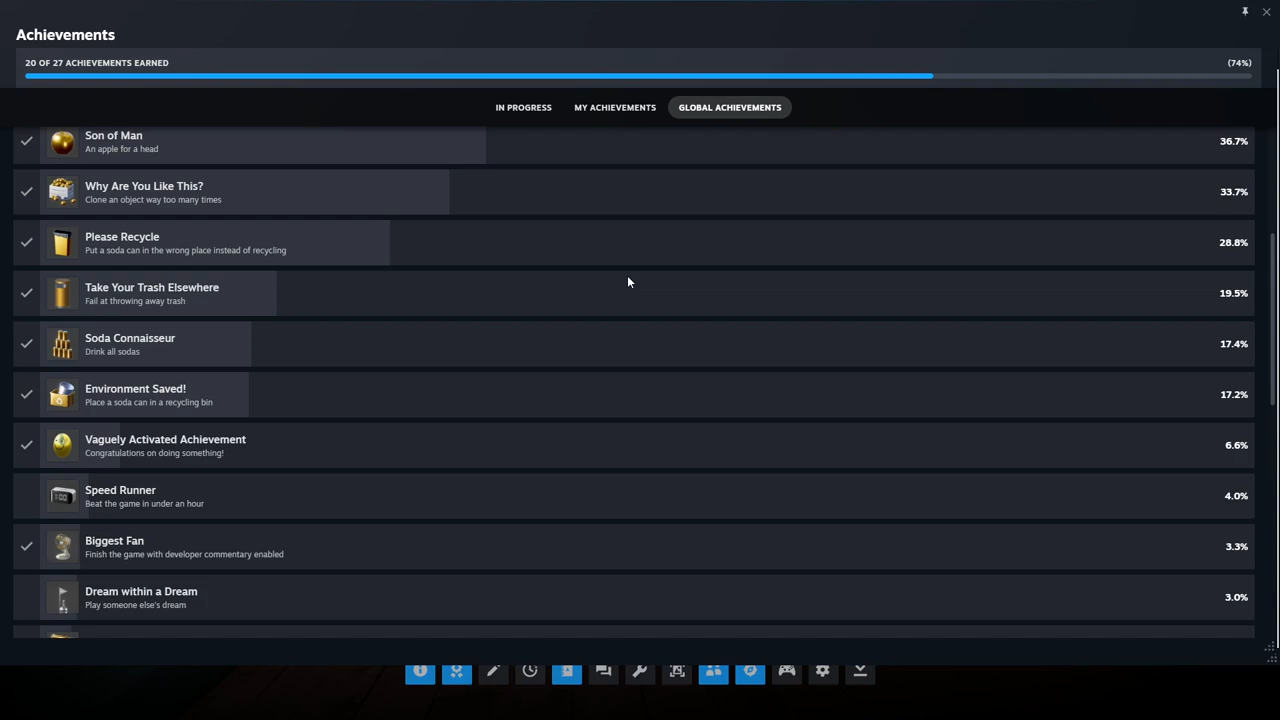 Achievements
20 OF 27 ACHIEVEMENTS EARNED (74%)
IN PROGRESS MY ACHIEVEMENTS GLOBAL ACHIEVEMENTS
Son of Man
An apple for a head
36.7%
Why Are You Like This?
Clone an object way too many times
33.7%
Please Recycle
Put a soda can in the wrong place instead of recycling
28.8%
Take Your Trash Elsewhere
Fail at throwing away trash
19.5%
Soda Connaisseur
Drink all sodas
17.4%
Environment Saved!
Place a soda can in a recycling bin
17.2%
Vaguely Activated Achievement
Congratulations on doing something!
6.6%
Speed Runner
Beat the game in under an hour
4.0%
Biggest Fan
Finish the game with developer commentary enabled
3.3%
Dream within a Dream
Play someone else's dream
3.0%